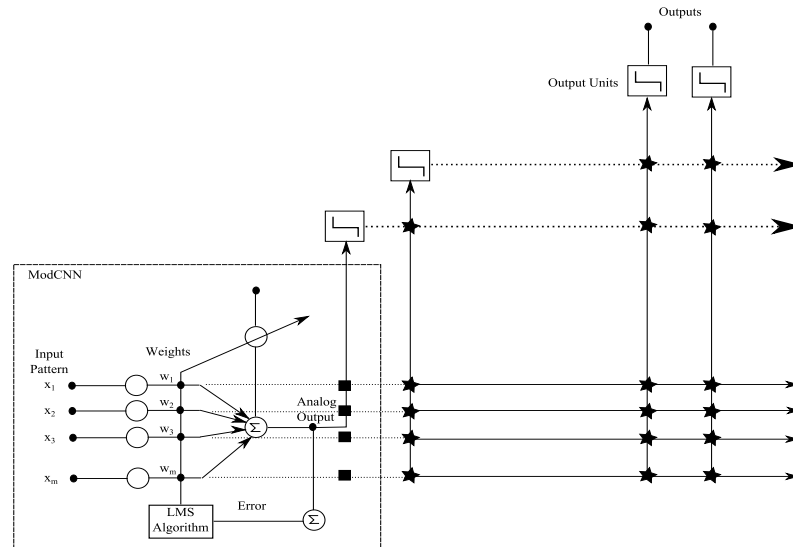 Outputs
Output Units
ModCNN
Weights
Input
Pattern
x1
w1
x2
w2
Analog
Output
x3
w3
Σ
xm
wm
LMS
Algorithm
Error
Σ